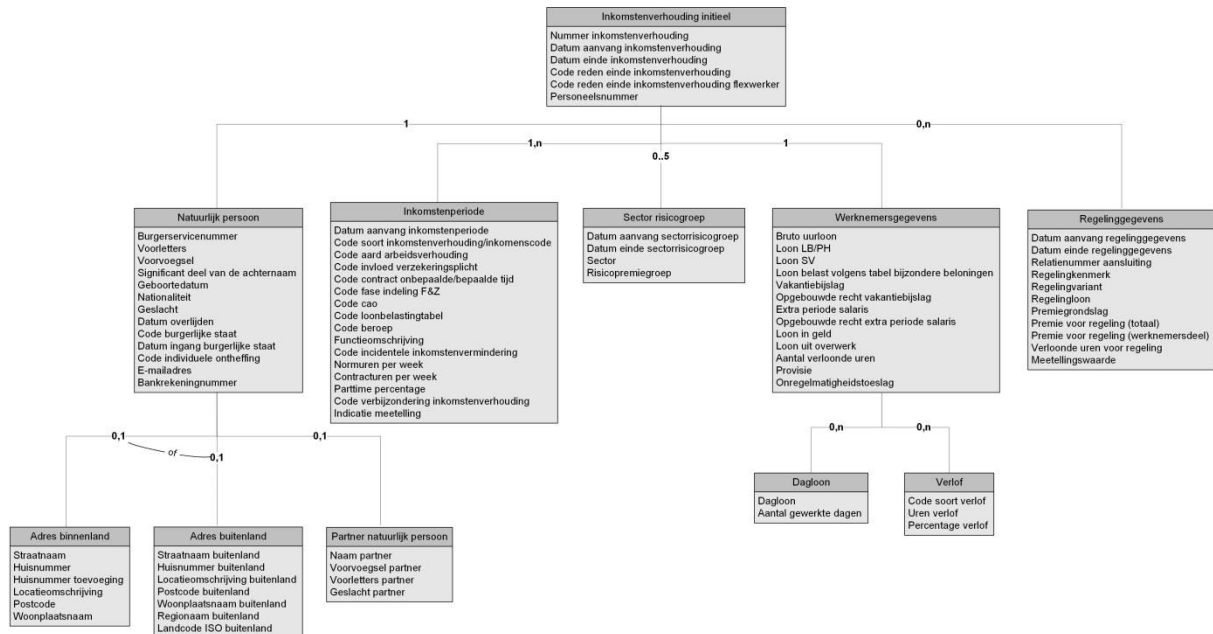 Inkomstenverhouding initieel
Nummer inkomstenverhouding
Datum aanvang inkomstenverhouding
Datum einde inkomstenverhouding
Code reden einde inkomstenverhouding
Code reden einde inkomstenverhouding flexwerker
Personeelsnummer
1
1,n
0..5
1
0,n
Natuurlijk persoon
Burgerservicenummer
Voorletters
Voorvoegsel
Significant deel van de achternaam
Geboortedatum
Nationaliteit
Geslacht
Datum overlijden
Code burgerlijke staat
Datum ingang burgerlijke staat
Code individuele ontheffing
E-mailadres
Bankrekeningnummer
Inkomstenperiode
Datum aanvang inkomstenperiode
Code soort inkomstenverhouding/inkomenscode
Code aard arbeidsverhouding
Code invloed verzekeringsplicht
Code contract onbepaalde/bepaalde tijd
Code fase indeling F&Z
Code cao
Code loonbelastingtabel
Code beroep
Functieomschrijving
Code incidentele inkomstenvermindering
Normuren per week
Contracturen per week
Parttime percentage
Code verbijzondering inkomstenverhouding
Indicatie meetelling
Sector risicogroep
Datum aanvang sectorrisicogroep
Datum einde sectorrisicogroep
Sector
Risicopremiegroep
Werknemersgegevens
Bruto uurloon
Loon LB/PH
Loon SV
Loon belast volgens tabel bijzondere beloningen
Vakantiebijslag
Opgebouwde recht vakantiebijslag
Extra periode salaris
Opgebouwde recht extra periode salaris
Loon in geld
Loon uit overwerk
Aantal verloonde uren
Provisie
Onregelmatigheidstoeslag
Regelinggegevens
Datum aanvang regelinggegevens
Datum einde regelinggegevens
Relatienummer aansluiting
Regelingkenmerk
Regelingvariant
Regelingloon
Premiegrondslag
Premie voor regeling (totaal)
Premie voor regeling (werknemersdeel)
Verloonde uren voor regeling
Meetellingswaarde
0,1
of
0,1
0,1
0,n
0,n
Adres binnenland
Straatnaam
Huisnummer
Huisnummer toevoeging
Locatieomschrijving
Postcode
Woonplaatsnaam
Adres buitenland
Straatnaam buitenland
Huisnummer buitenland
Locatieomschrijving buitenland
Postcode buitenland
Woonplaatsnaam buitenland
Regionaam buitenland
Landcode ISO buitenland
Partner natuurlijk persoon
Naam partner
Voorvoegsel partner
Voorletters partner
Geslacht partner
Dagloon
Dagloon
Aantal gewerkte dagen
Verlof
Code soort verlof
Uren verlof
Percentage verlof